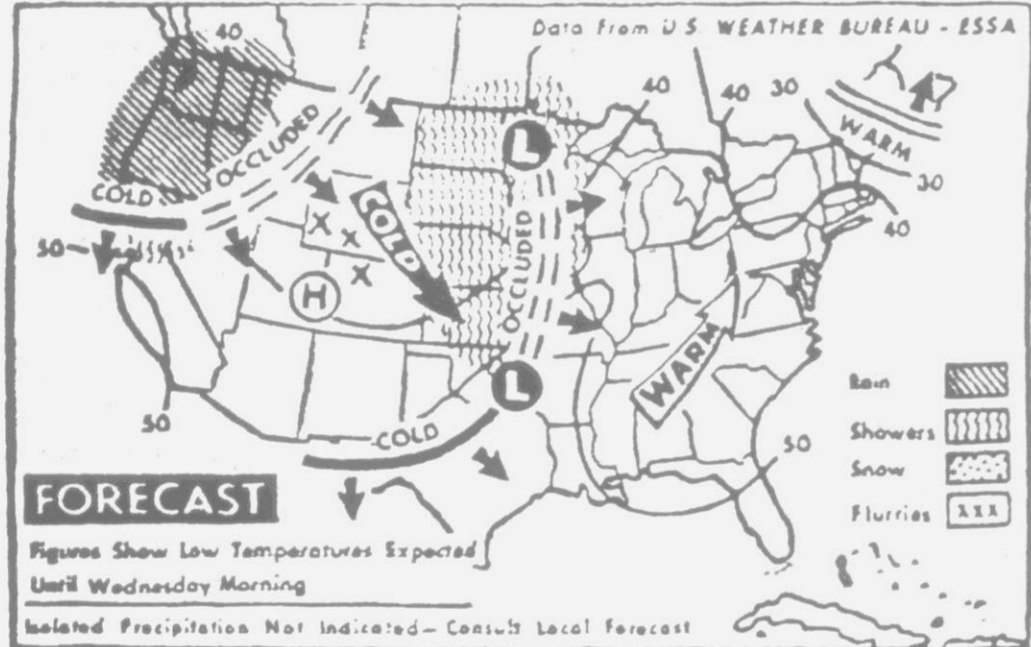 Data From U.S. WEATHER BUREAU - ESSA
40
40
40
30
WARM
30
40
OCCLUDED
COLD
50
X X X
COLD
L
OCCLUDED
H
WARM
L
50
COLD
50
Rain
Showers
Snow
Flurries XXX
FORECAST
Figures Show Low Temperatures Expected
Until Wednesday Morning
Isolated Precipitation Not Indicated — Consult Local Forecast